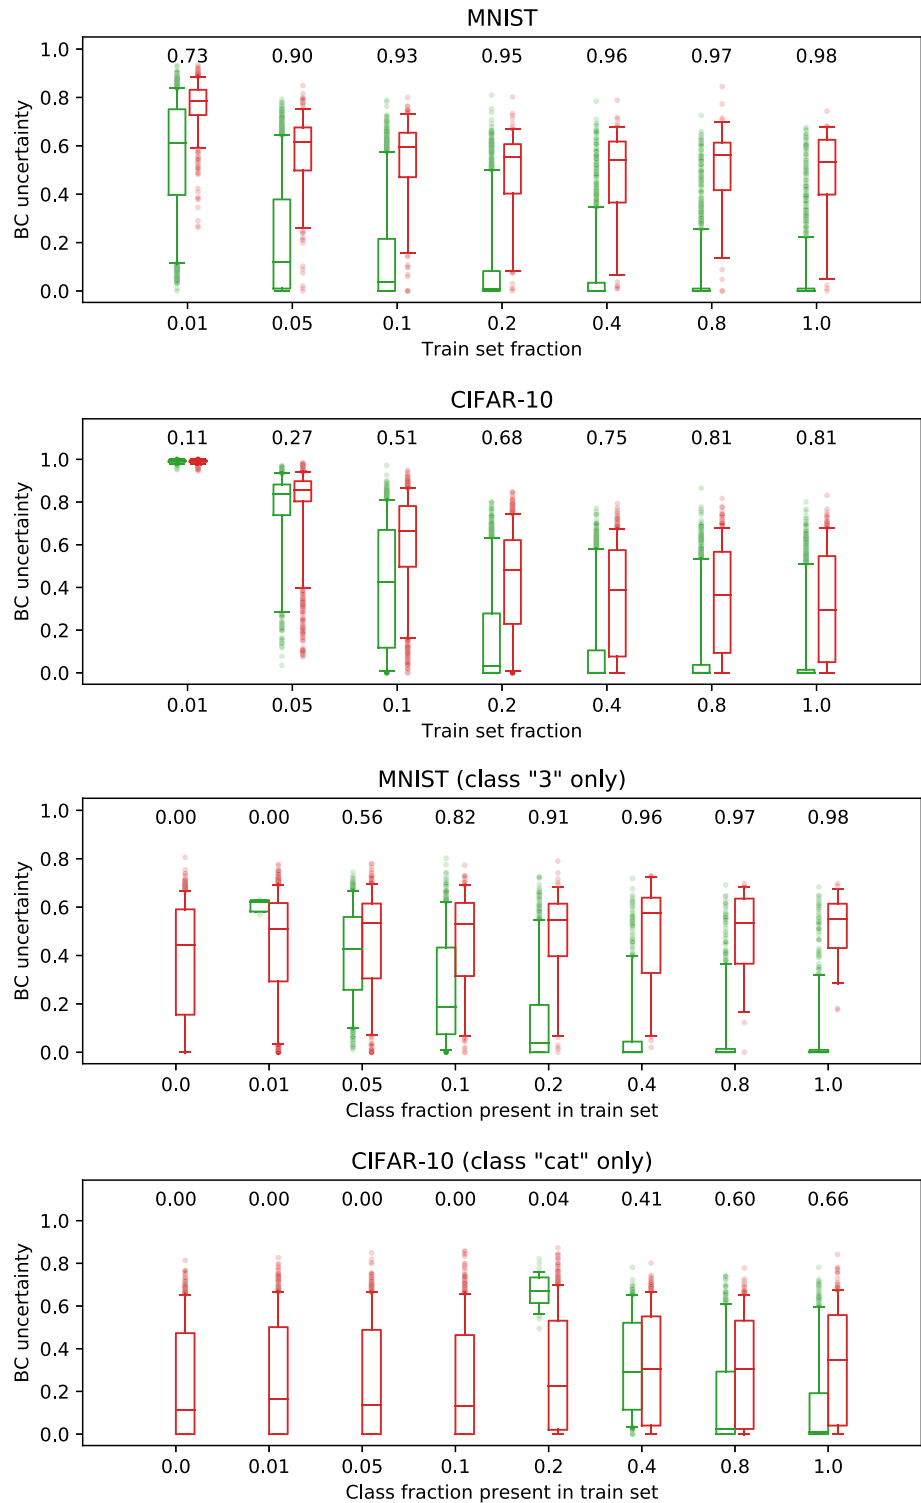 MNIST
0.73 0.90 0.93 0.95 0.96 0.97 0.98
1.0
0.8
0.6
0.4
0.2
0.0
BC uncertainty
0.01 0.05 0.1 0.2 0.4 0.8 1.0
Train set fraction
CIFAR-10
0.11 0.27 0.51 0.68 0.75 0.81 0.81
1.0
0.8
0.6
0.4
0.2
0.0
BC uncertainty
0.01 0.05 0.1 0.2 0.4 0.8 1.0
Train set fraction
MNIST (class "3" only)
0.00 0.00 0.56 0.82 0.91 0.96 0.97 0.98
1.0
0.8
0.6
0.4
0.2
0.0
BC uncertainty
0.0 0.01 0.05 0.1 0.2 0.4 0.8 1.0
Class fraction present in train set
CIFAR-10 (class "cat" only)
0.00 0.00 0.00 0.00 0.04 0.41 0.60 0.66
1.0
0.8
0.6
0.4
0.2
0.0
BC uncertainty
0.0 0.01 0.05 0.1 0.2 0.4 0.8 1.0
Class fraction present in train set